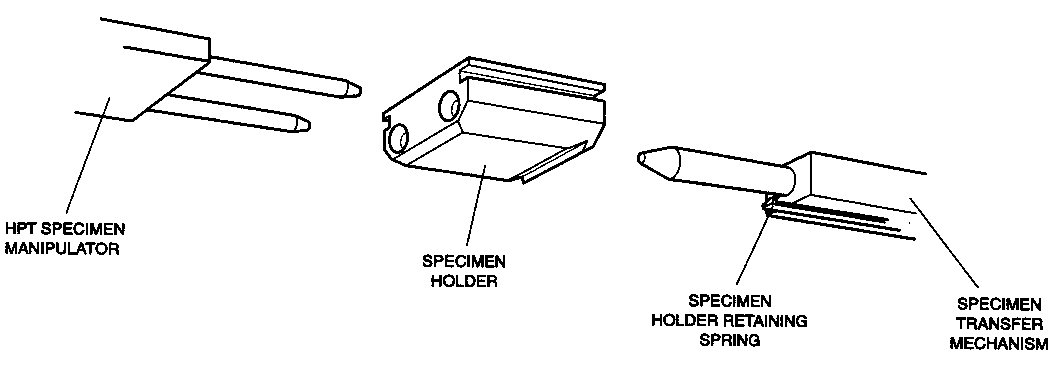 HPT SPECIMEN
MANIPULATOR
SPECIMEN
HOLDER
SPECIMEN
HOLDER RETAINING
SPRING
SPECIMEN
TRANSFER
MECHANISM